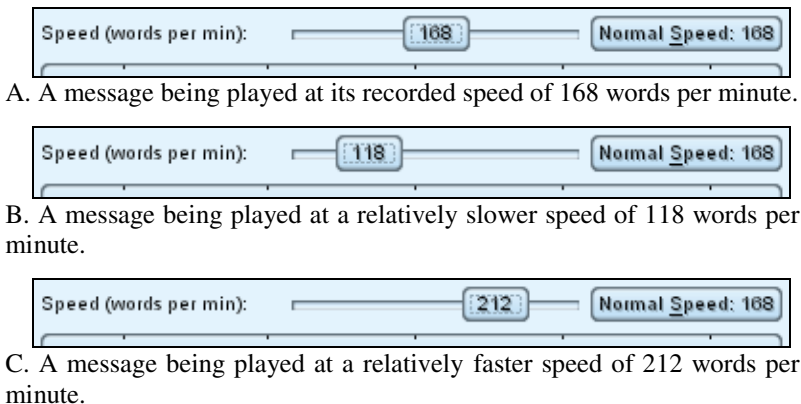 Speed (words per min): 168 Normal Speed: 168
A. A message being played at its recorded speed of 168 words per minute.
Speed (words per min): 118 Normal Speed: 168
B. A message being played at a relatively slower speed of 118 words per
minute.
Speed (words per min): 212 Normal Speed: 168
C. A message being played at a relatively faster speed of 212 words per
minute.